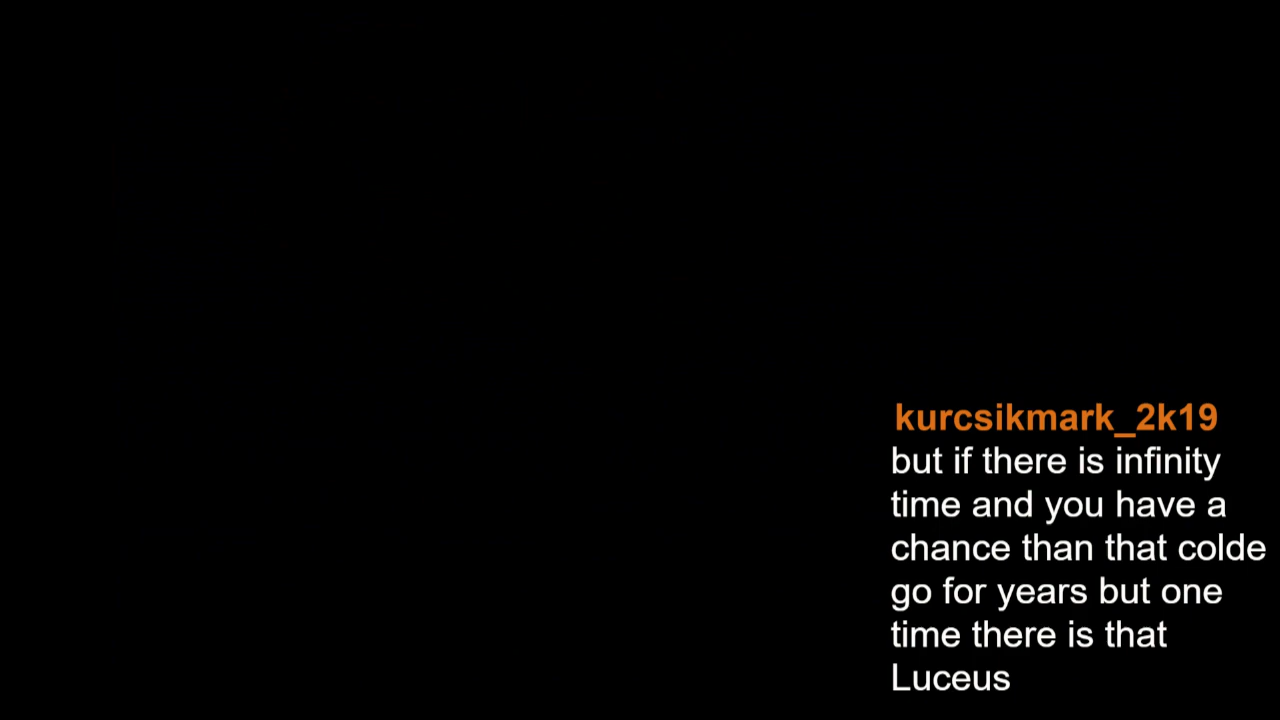 kurcsikmark_2k19
but if there is infinity
time and you have a
chance than that colde
go for years but one
time there is that
Luceus